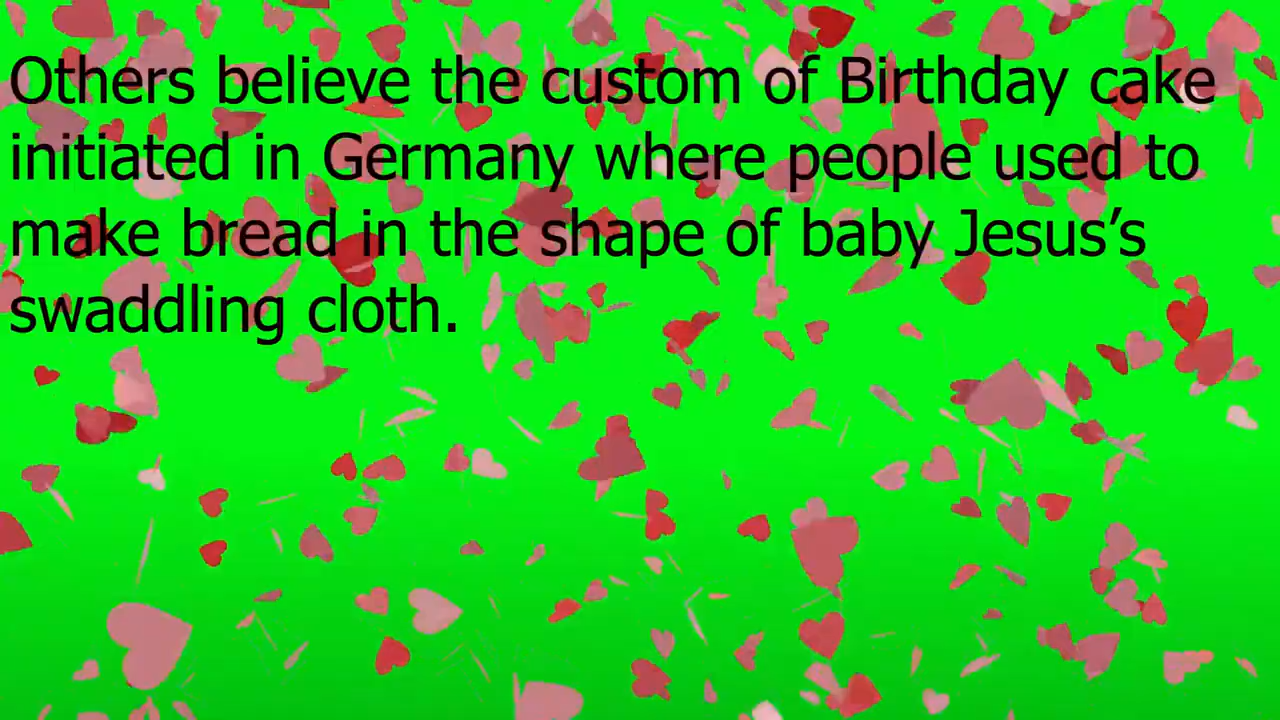 Others believe the custom of Birthday cake
initiated in Germany where people used to
make bread in the shape of baby Jesus’s
swaddling cloth.